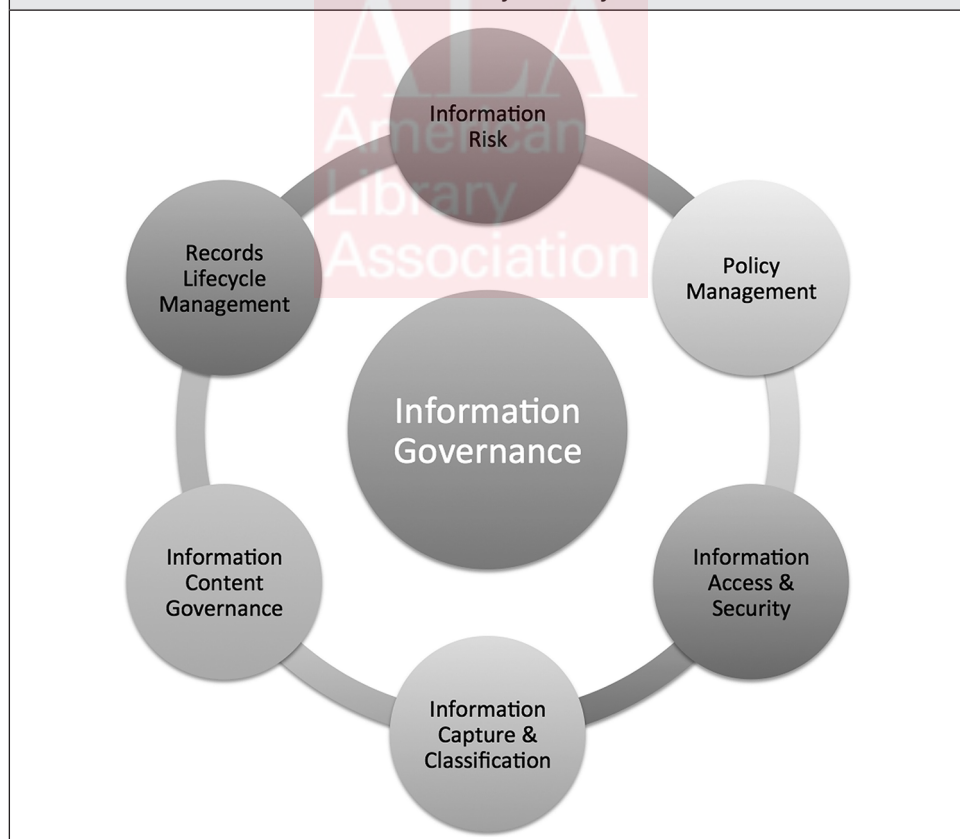 ALA
American
Library
Association
Information
Risk
Records
Lifecycle
Management
Policy
Management
Information
Governance
Information
Content
Governance
Information
Access &
Security
Information
Capture &
Classification